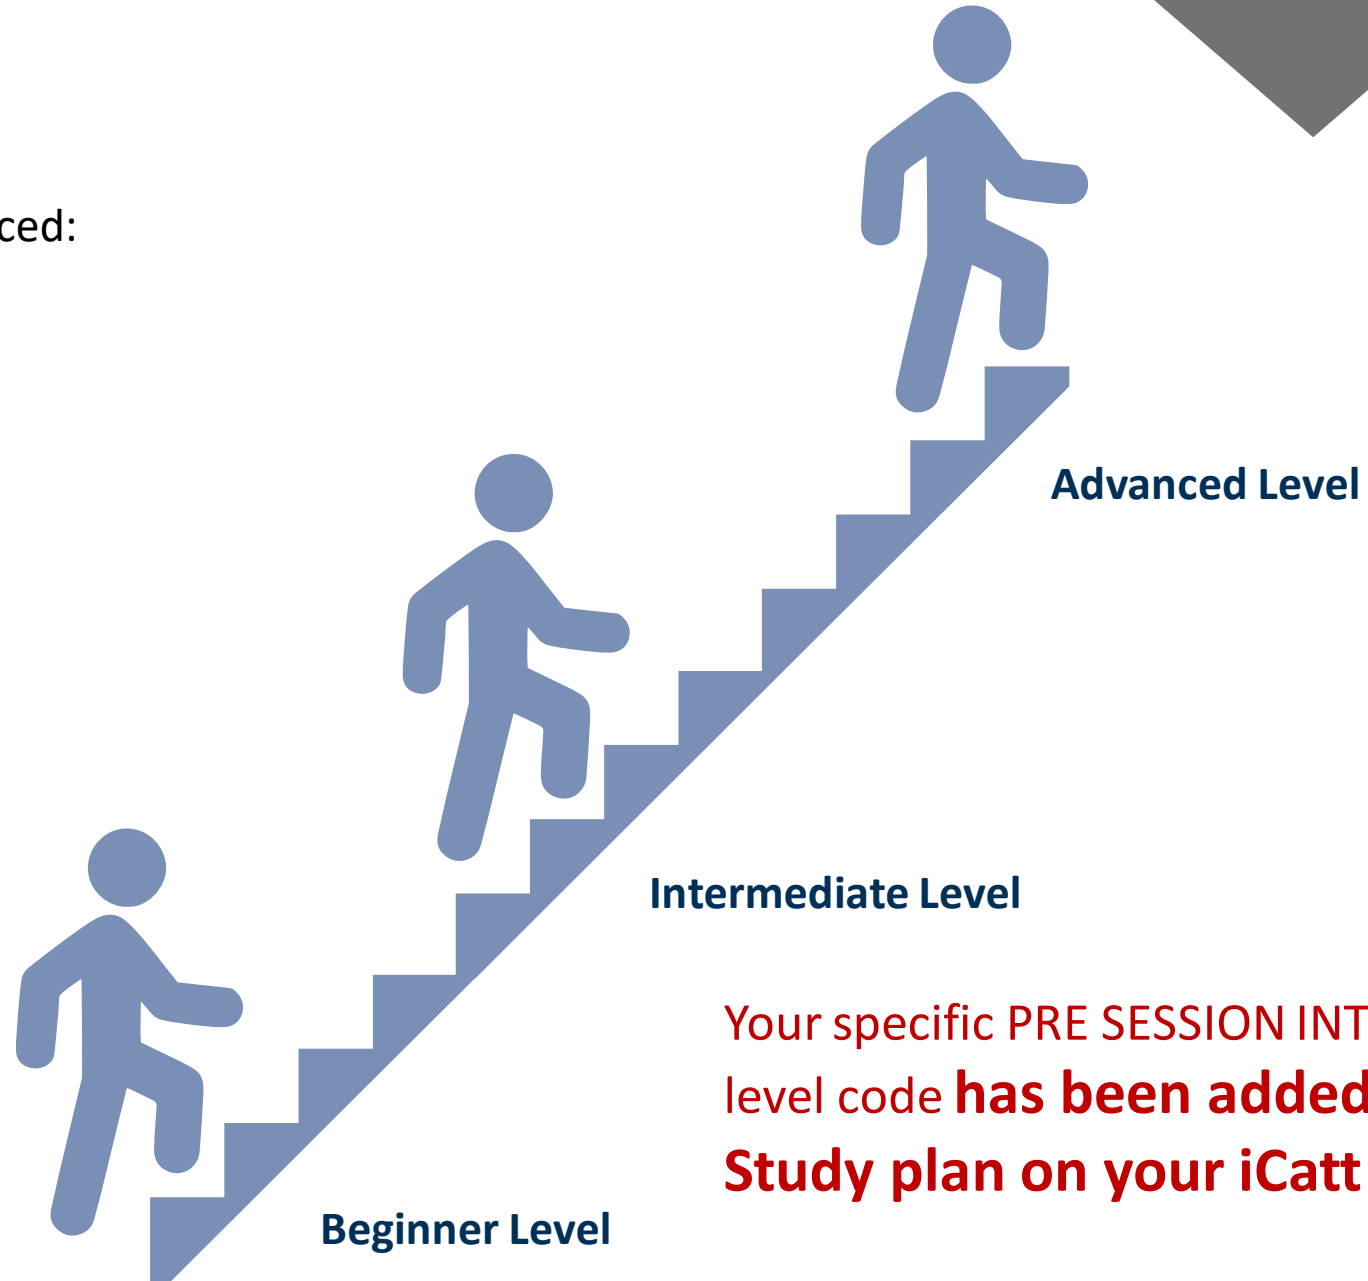 ced:
Advanced Level
Intermediate Level
Your specific PRE SESSION INT
level code has been added
Study plan on your iCatt
Beginner Level